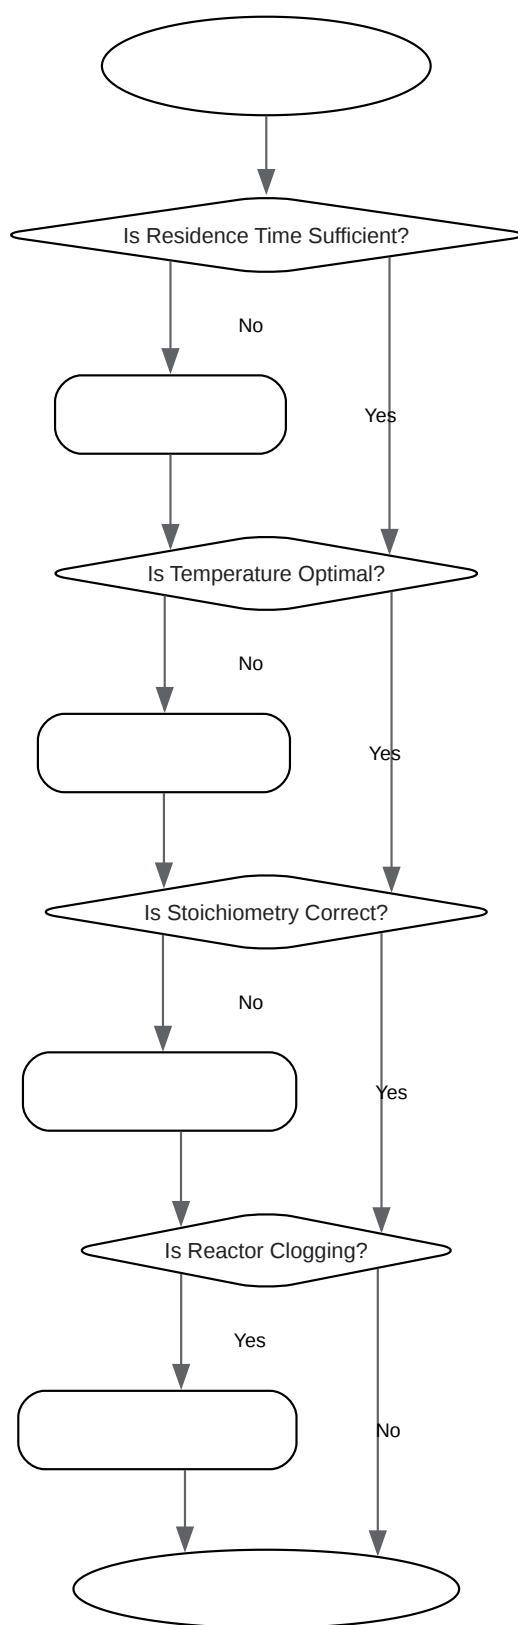 Is Residence Time Sufficient?
No
Yes
Is Temperature Optimal?
No
Yes
Is Stoichiometry Correct?
No
Yes
Is Reactor Clogging?
Yes
No